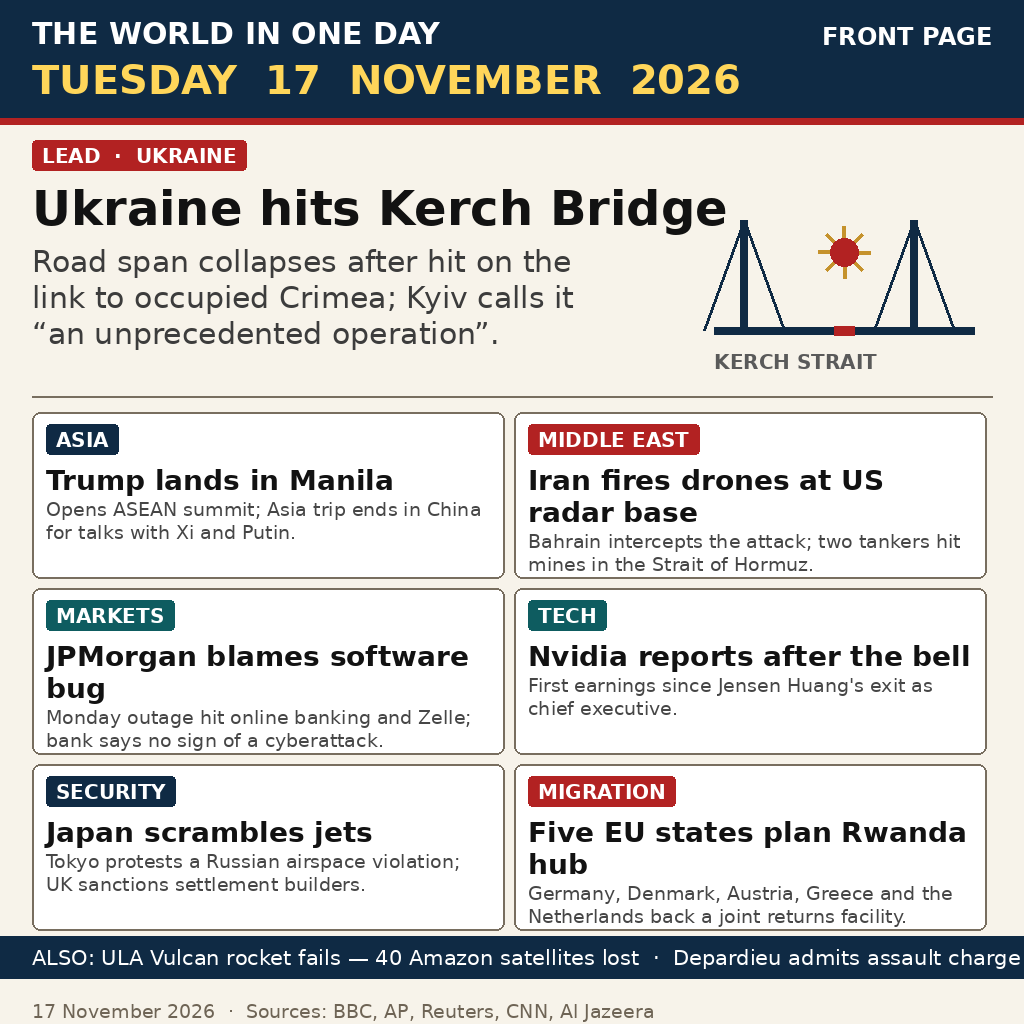 THE WORLD IN ONE DAY
FRONT PAGE
TUESDAY 17 NOVEMBER 2026
LEAD · UKRAINE
Ukraine hits Kerch Bridge
Road span collapses after hit on the
link to occupied Crimea; Kyiv calls it
“an unprecedented operation”.
KERCH STRAIT
ASIA
Trump lands in Manila
Opens ASEAN summit; Asia trip ends in China
for talks with Xi and Putin.
MIDDLE EAST
Iran fires drones at US
radar base
Bahrain intercepts the attack; two tankers hit
mines in the Strait of Hormuz.
MARKETS
JPMorgan blames software
bug
Monday outage hit online banking and Zelle;
bank says no sign of a cyberattack.
TECH
Nvidia reports after the bell
First earnings since Jensen Huang's exit as
chief executive.
SECURITY
Japan scrambles jets
Tokyo protests a Russian airspace violation;
UK sanctions settlement builders.
MIGRATION
Five EU states plan Rwanda
hub
Germany, Denmark, Austria, Greece and the
Netherlands back a joint returns facility.
ALSO: ULA Vulcan rocket fails — 40 Amazon satellites lost · Depardieu admits assault charge
17 November 2026 · Sources: BBC, AP, Reuters, CNN, Al Jazeera